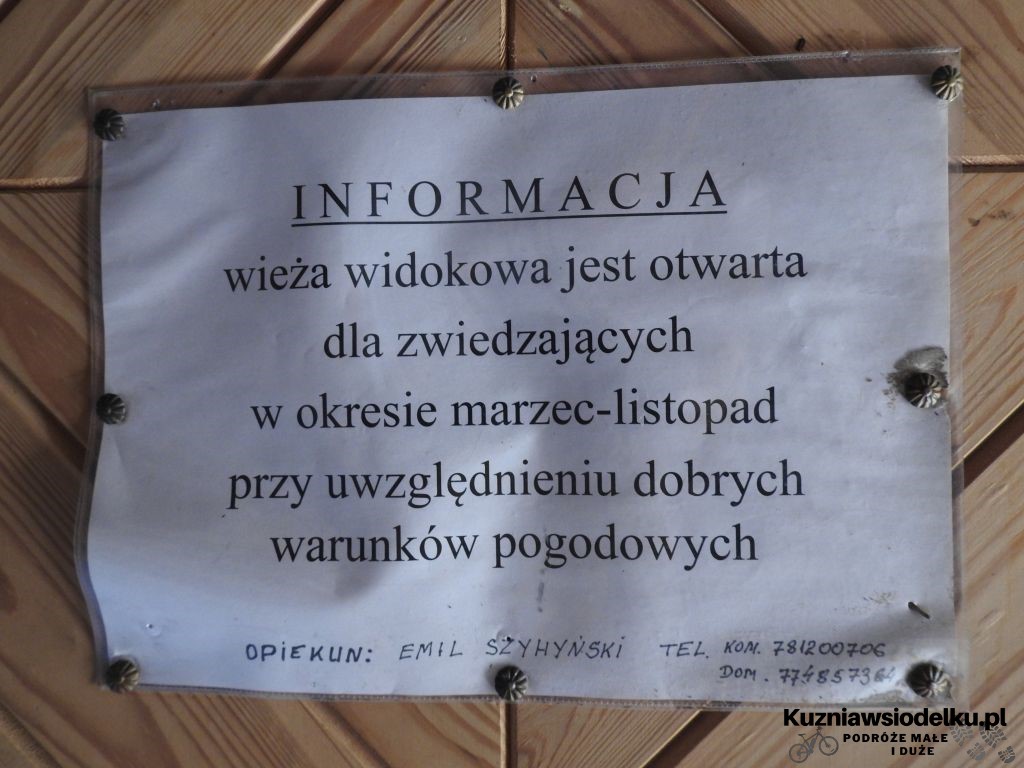 INFORMACJA
wieża widokowa jest otwarta
dla zwiedzających
w okresie marzec-listopad
przy uwzględnieniu dobrych
warunków pogodowych
OPIEKUN: EMIL SZYHYŃSKI TEL. KOM. 781200706
DOM.
Kuzniawsiodelku.pl
PODRÓŻE MAŁE
I DUŻE